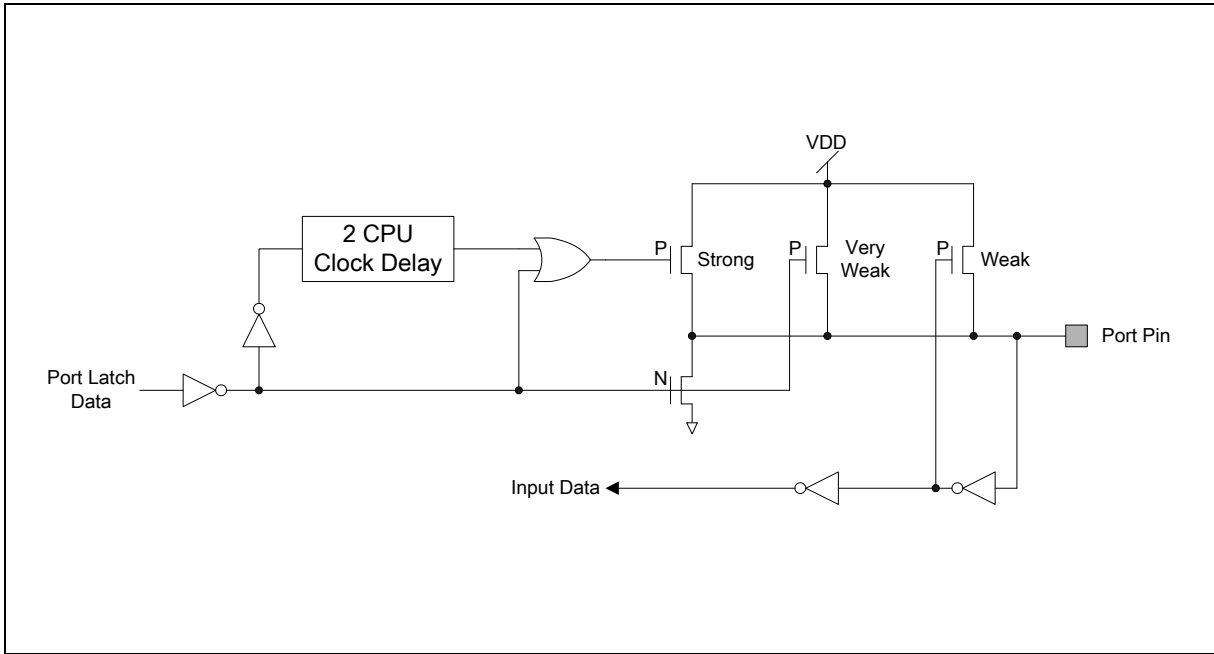 VDD
2 CPU
Clock Delay
P
Strong
P
Very
Weak
P
Weak
Port Pin
Port Latch
Data
N
Input Data